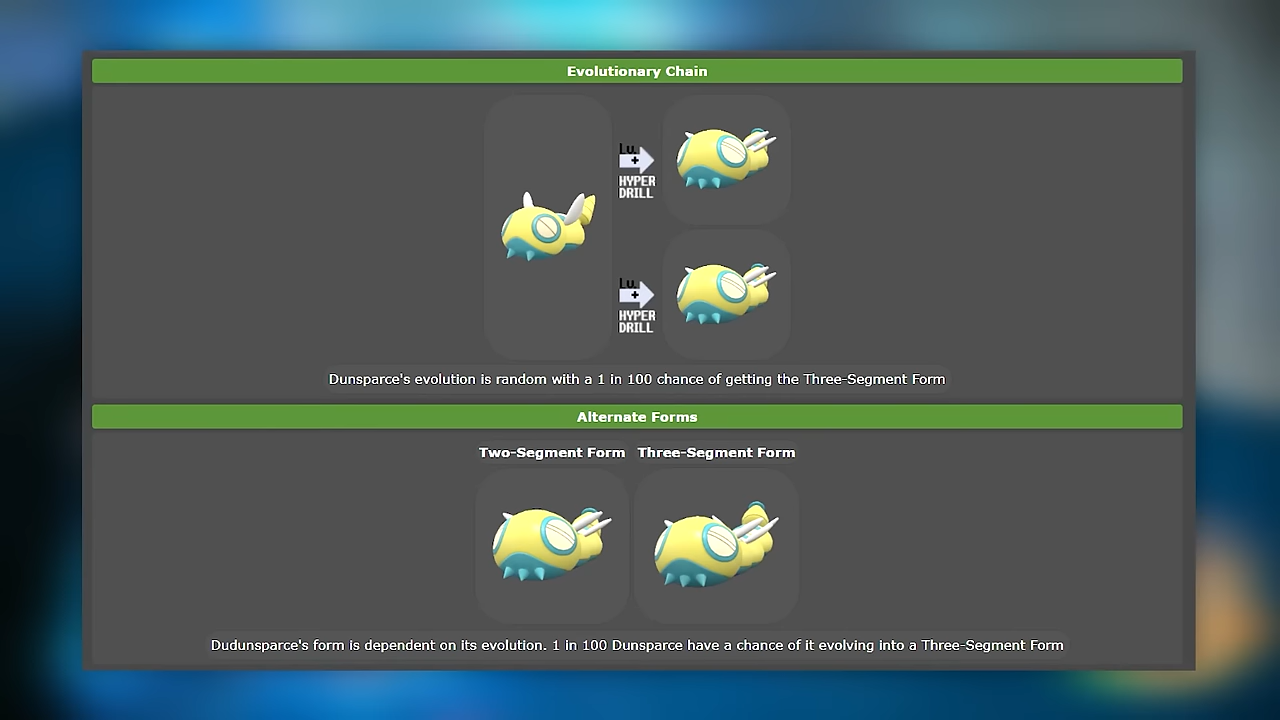 Evolutionary Chain
Lv.
+
HYPER
DRILL
Lv.
+
HYPER
DRILL
Dunsparce's evolution is random with a 1 in 100 chance of getting the Three-Segment Form
Alternate Forms
Two-Segment Form Three-Segment Form
Dudunsparce's form is dependent on its evolution. 1 in 100 Dunsparce have a chance of it evolving into a Three-Segment Form